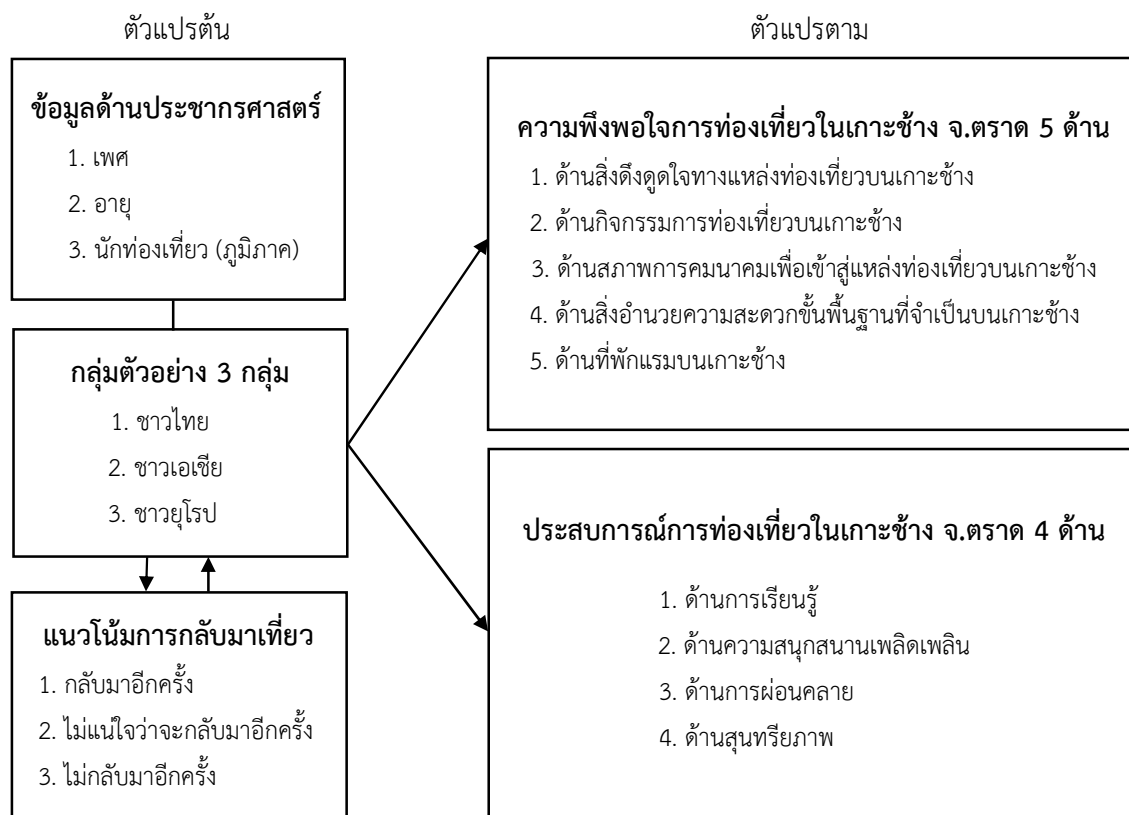 ตัวแปรต้น
ข้อมูลด้านประชากรศาสตร์
1. เพศ
2. อายุ
3. นักท่องเที่ยว (ภูมิภาค)
กลุ่มตัวอย่าง 3 กลุ่ม
1. ชาวไทย
2. ชาวเอเชีย
3. ชาวยุโรป
แนวโน้มการกลับมาเที่ยว
1. กลับมาอีกครั้ง
2. ไม่แน่ใจว่าจะกลับมาอีกครั้ง
3. ไม่กลับมาอีกครั้ง
ตัวแปรตาม
ความพึงพอใจการท่องเที่ยวในเกาะช้าง จ.ตราด 5 ด้าน
1. ด้านสิ่งดึงดูดใจทางแหล่งท่องเที่ยวบนเกาะช้าง
2. ด้านกิจกรรมการท่องเที่ยวบนเกาะช้าง
3. ด้านสภาพการคมนาคมเพื่อเข้าสู่แหล่งท่องเที่ยวบนเกาะช้าง
4. ด้านสิ่งอำนวยความสะดวกขั้นพื้นฐานที่จำเป็นบนเกาะช้าง
5. ด้านที่พักแรมบนเกาะช้าง
ประสบการณ์การท่องเที่ยวในเกาะช้าง จ.ตราด 4 ด้าน
1. ด้านการเรียนรู้
2. ด้านความสนุกสนานเพลิดเพลิน
3. ด้านการผ่อนคลาย
4. ด้านสุนทรียภาพ